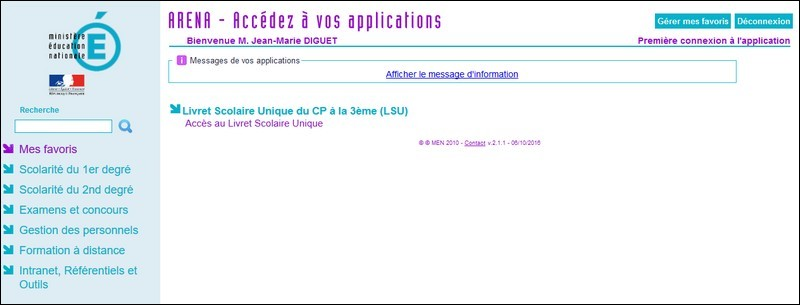 ministère
éducation
nationale
É
Recherche
Mes favoris
Scolarité du 1er degré
Scolarité du 2nd degré
Examens et concours
Gestion des personnels
Formation à distance
Intranet, Référentiels et
Outils
ARENA - Accédez à vos applications
Gérer mes favoris Déconnexion
Bienvenue M. Jean-Marie DIGUET
Première connexion à l'application
i Messages de vos applications
Afficher le message d'information
Livret Scolaire Unique du CP à la 3ème (LSU)
Accès au Livret Scolaire Unique
© © MEN 2010 - Contact v.2.1.1 - 05/10/2016